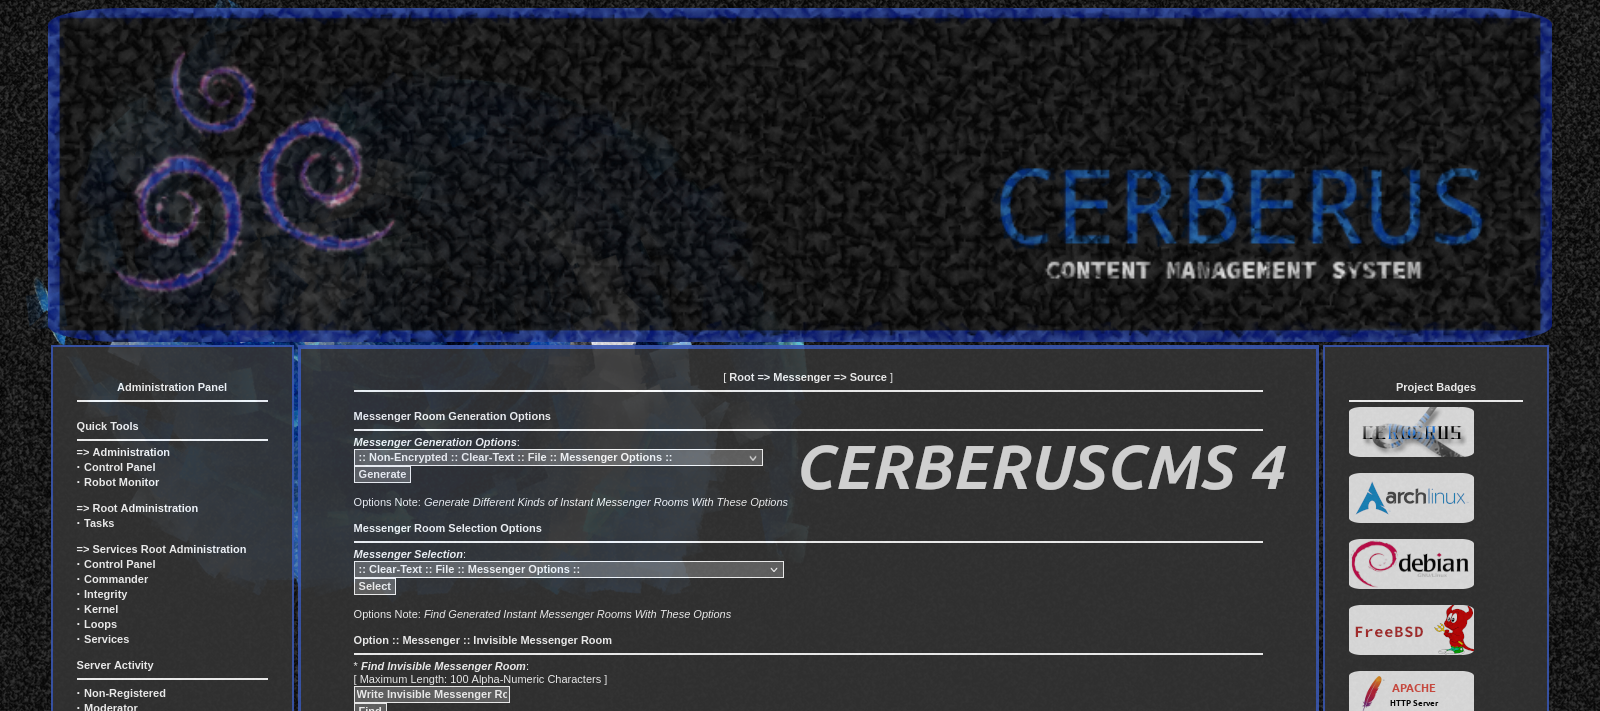 CERBERUS
CONTENT MANAGEMENT SYSTEM
Administration Panel
Quick Tools
=> Administration
· Control Panel
· Robot Monitor
=> Root Administration
· Tasks
=> Services Root Administration
· Control Panel
· Commander
· Integrity
· Kernel
· Loops
· Services
Server Activity
· Non-Registered
· Moderator
[ Root => Messenger => Source ]
Messenger Room Generation Options
Messenger Generation Options:
:: Non-Encrypted :: Clear-Text :: File :: Messenger Options ::
Generate
CERBERUSCMS 4
Options Note: Generate Different Kinds of Instant Messenger Rooms With These Options
Messenger Room Selection Options
Messenger Selection:
:: Clear-Text :: File :: Messenger Options ::
Select
Options Note: Find Generated Instant Messenger Rooms With These Options
Option :: Messenger :: Invisible Messenger Room
* Find Invisible Messenger Room:
[ Maximum Length: 100 Alpha-Numeric Characters ]
Write Invisible Messenger Ro
Find
Project Badges
CERBERUS
archlinux
debian
FreeBSD
APACHE
HTTP Server